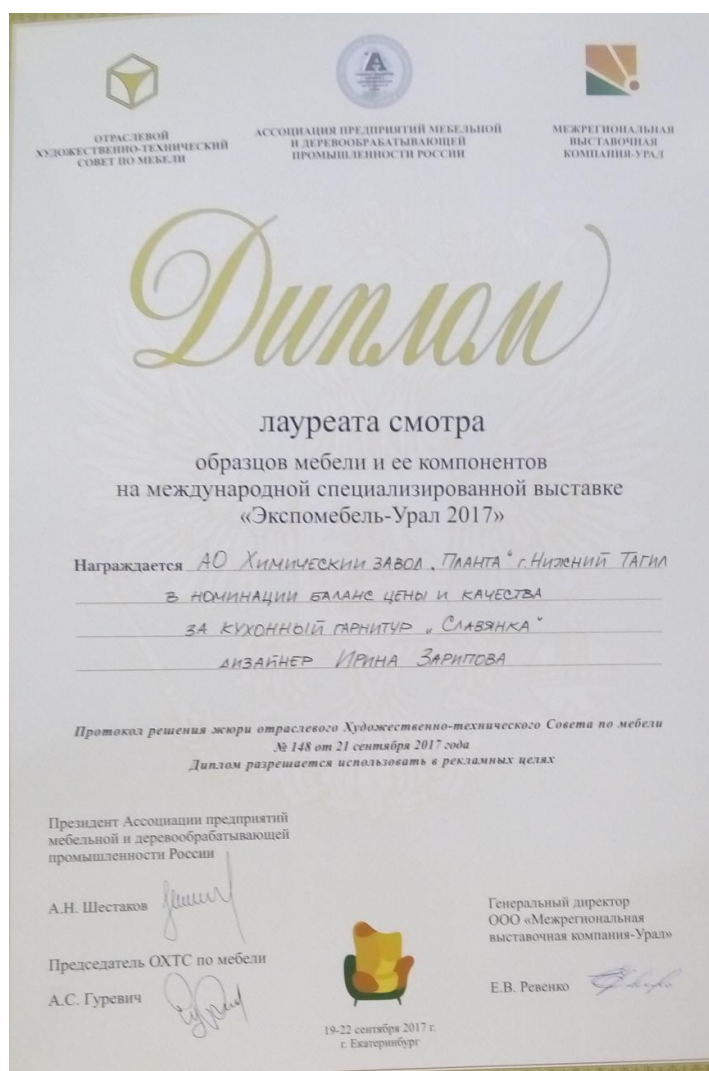 ОТРАСЛЕВОЙ
ХУДОЖЕСТВЕННО-ТЕХНИЧЕСКИЙ
СОВЕТ ПО МЕБЕЛИ
А
АССОЦИАЦИЯ ПРЕДПРИЯТИЙ МЕБЕЛЬНОЙ
И ДЕРЕВООБРАБАТЫВАЮЩЕЙ
ПРОМЫШЛЕННОСТИ РОССИИ
МЕЖРЕГИОНАЛЬНАЯ
ВЫСТАВОЧНАЯ
КОМПАНИЯ-УРАЛ
Диплом
лауреата смотра
образцов мебели и ее компонентов
на международной специализированной выставке
«Экспомебель-Урал 2017»
Награждается АО Химический завод „Планта“ г. Нижний Тагил
в номинации баланс цены и качества
за кухонный гарнитур „Славянка“
дизайнер Ирина Зарипова
Протокол решения жюри отраслевого Художественно-технического Совета по мебели
№ 148 от 21 сентября 2017 года
Диплом разрешается использовать в рекламных целях
Президент Ассоциации предприятий
мебельной и деревообрабатывающей
промышленности России
А.Н. Шестаков
Председатель ОХТС по мебели
А.С. Гуревич
Генеральный директор
ООО «Межрегиональная
выставочная компания-Урал»
Е.В. Ревенко
19-22 сентября 2017 г.
г. Екатеринбург